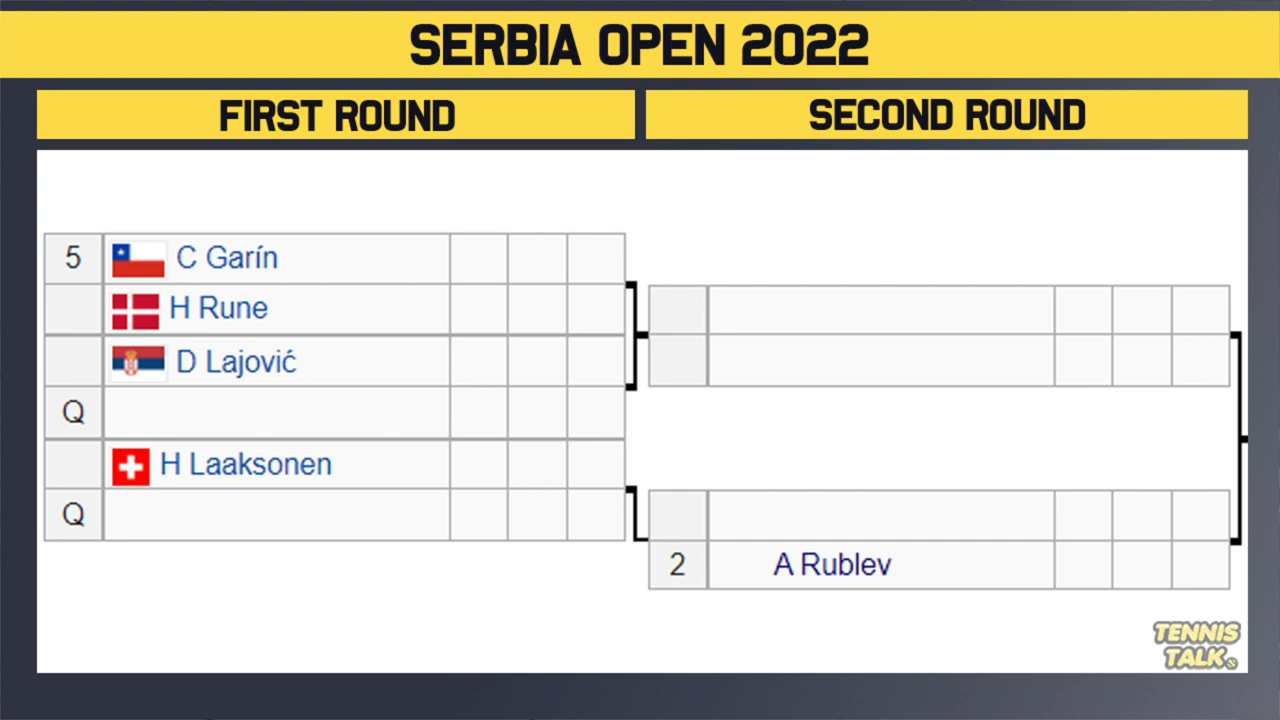 SERBIA OPEN 2022
FIRST ROUND
SECOND ROUND
5 C Garín
H Rune
D Lajović
Q
H Laaksonen
Q
2 A Rublev
TENNIS
TALK